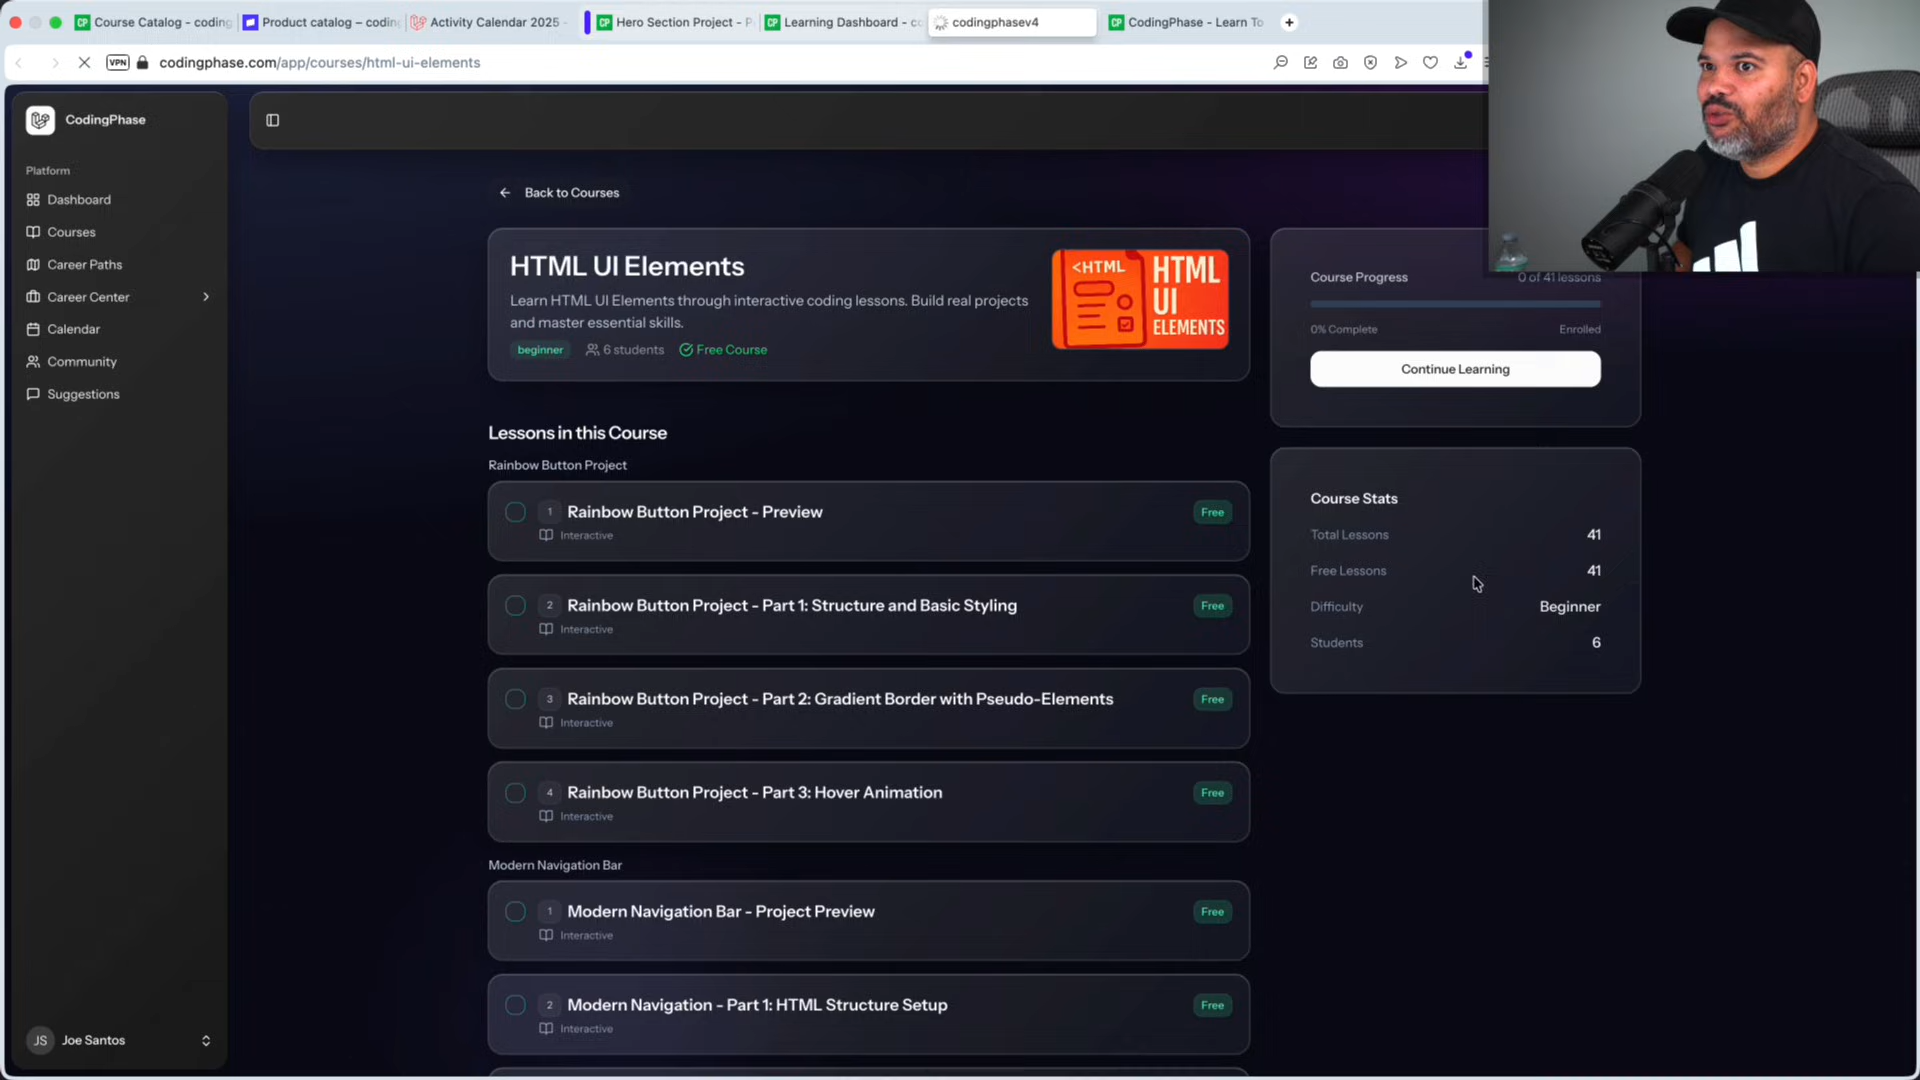 Course Catalog - coding
Product catalog – codin
Activity Calendar 2025 -
CP Hero Section Project - P
CP Learning Dashboard - co
codingphasev4
CP CodingPhase - Learn To
VPN codingphase.com/app/courses/html-ui-elements
CodingPhase
Platform
Dashboard
Courses
Career Paths
Career Center
Calendar
Community
Suggestions
JS Joe Santos
Back to Courses
HTML UI Elements
Learn HTML UI Elements through interactive coding lessons. Build real projects
and master essential skills.
beginner 6 students Free Course
<HTML
HTML
UI
ELEMENTS
Lessons in this Course
Rainbow Button Project
1 Rainbow Button Project - Preview Free
Interactive
2 Rainbow Button Project - Part 1: Structure and Basic Styling Free
Interactive
3 Rainbow Button Project - Part 2: Gradient Border with Pseudo-Elements Free
Interactive
4 Rainbow Button Project - Part 3: Hover Animation Free
Interactive
Modern Navigation Bar
1 Modern Navigation Bar - Project Preview Free
Interactive
2 Modern Navigation - Part 1: HTML Structure Setup Free
Interactive
Course Progress 0 of 41 lessons
0% Complete Enrolled
Continue Learning
Course Stats
Total Lessons 41
Free Lessons 41
Difficulty Beginner
Students 6